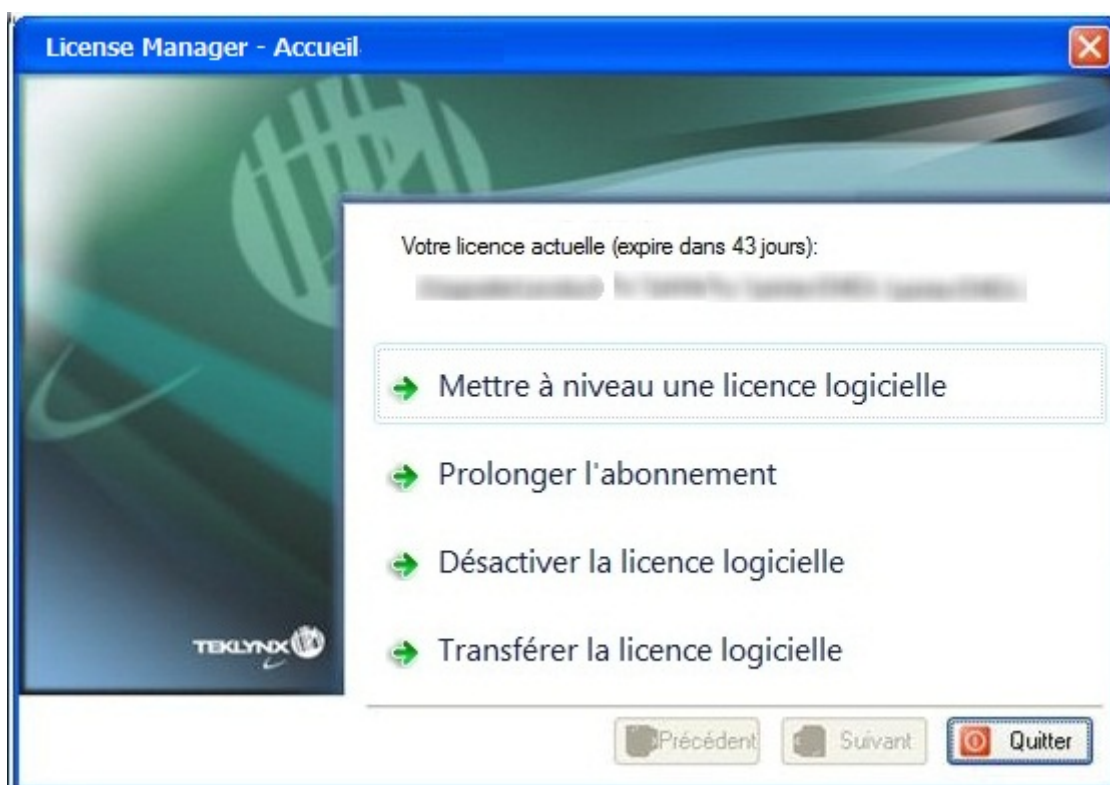 License Manager - Accueil
Votre licence actuelle (expire dans 43 jours):
Mettre à niveau une licence logicielle
Prolonger l'abonnement
Désactiver la licence logicielle
Transférer la licence logicielle
TEKLYNX
Précédent Suivant Quitter